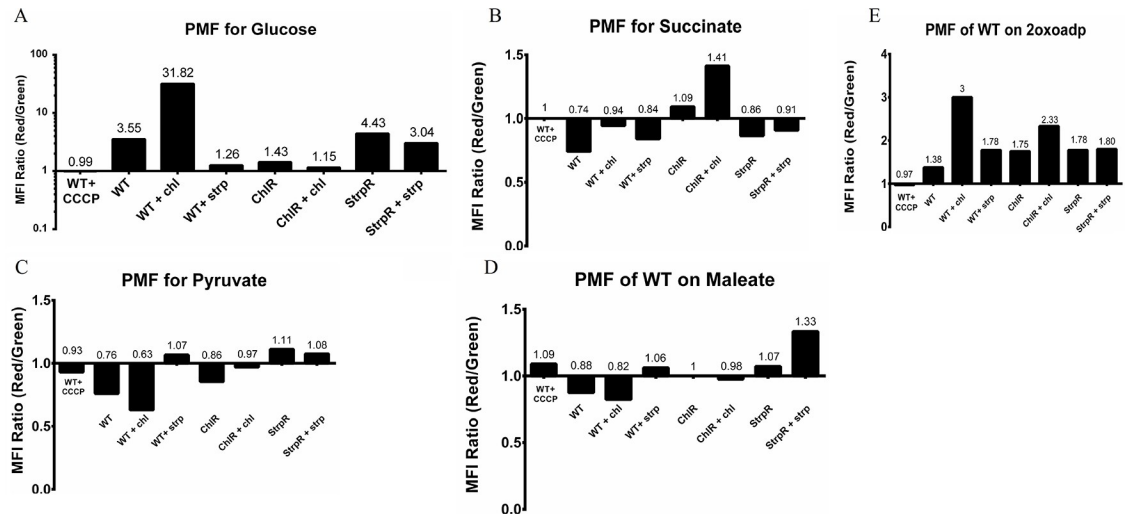 A
PMF for Glucose
MFI Ratio (Red/Green)
100
10
1
0.1
0.99
3.55
31.82
1.26
1.43
1.15
4.43
3.04
WT+
CCCP
WT
WT + chl
WT+ strp
ChlR
ChlR + chl
StrpR
StrpR + strp
B
PMF for Succinate
MFI Ratio (Red/Green)
1.5
1.0
0.5
0.0
1
0.74
0.94
0.84
1.09
1.41
0.86
0.91
WT+
CCCP
WT
WT + chl
WT+ strp
ChlR
ChlR + chl
StrpR
StrpR + strp
E
PMF of WT on 2oxoadp
MFI Ratio (Red/Green)
4
3
2
1
0
0.97
1.38
3
1.78
1.75
2.33
1.78
1.80
WT+
CCCP
WT
WT + chl
WT+ strp
ChlR
ChlR + chl
StrpR
StrpR + strp
C
PMF for Pyruvate
MFI Ratio (Red/Green)
1.5
1.0
0.5
0.0
0.93
0.76
0.63
1.07
0.86
0.97
1.11
1.08
WT+
CCCP
WT
WT + chl
WT+ strp
ChlR
ChlR + chl
StrpR
StrpR + strp
D
PMF of WT on Maleate
MFI Ratio (Red/Green)
1.5
1.0
0.5
0.0
1.09
0.88
0.82
1.06
1
0.98
1.07
1.33
WT+
CCCP
WT
WT + chl
WT+ strp
ChlR
ChlR + chl
StrpR
StrpR + strp